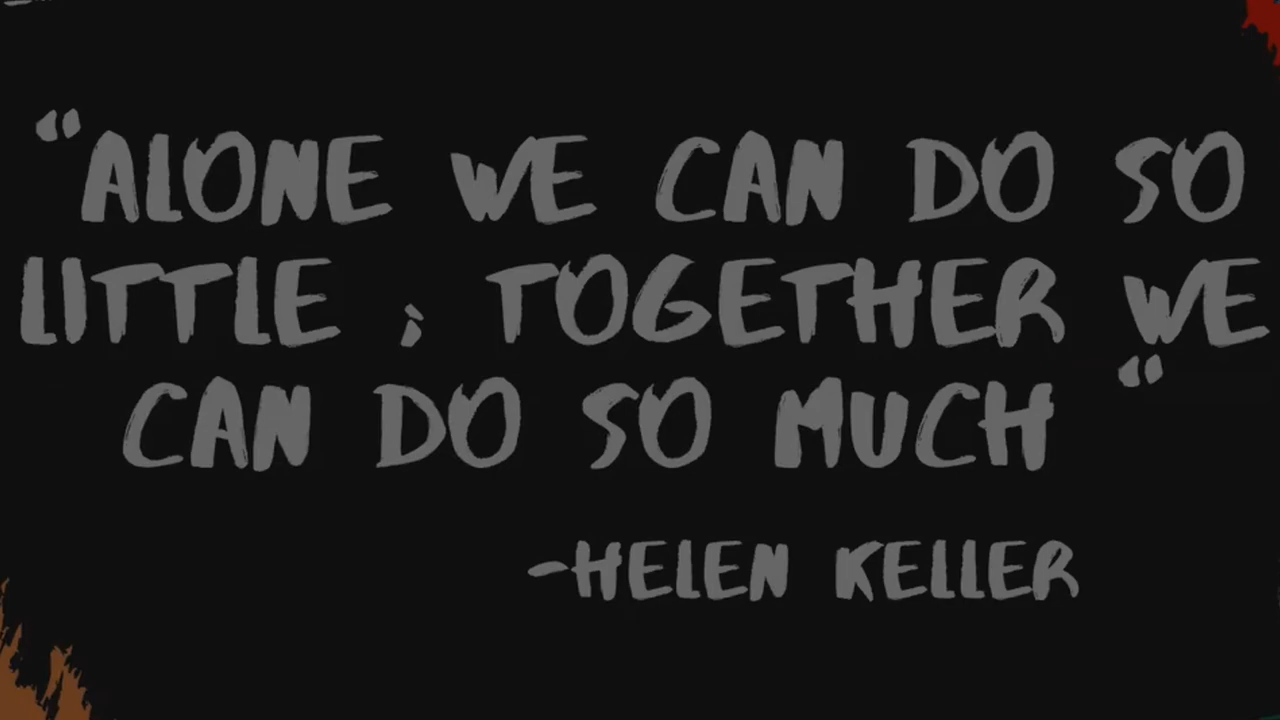 “ALONE WE CAN DO SO
LITTLE ; TOGETHER WE
CAN DO SO MUCH “
-HELEN KELLER